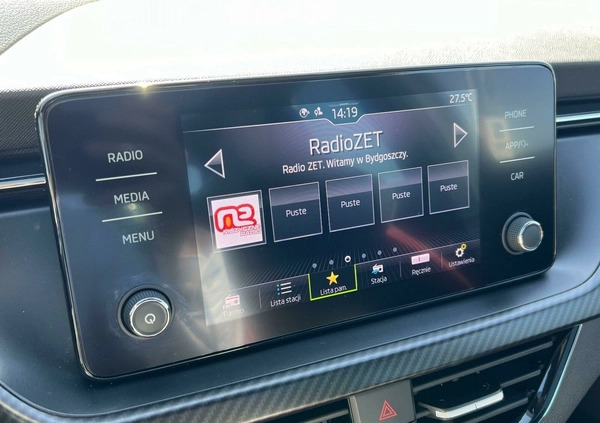 14:19
27.5°C
RadioZET
Radio ZET. Witamy w Bydgoszczy.
RADIO
MEDIA
MENU
PHONE
APP/
CAR
Puste
Puste
Puste
Puste
Lista stacji
Lista pam.
Stacja
Ręcznie
Ustawienia